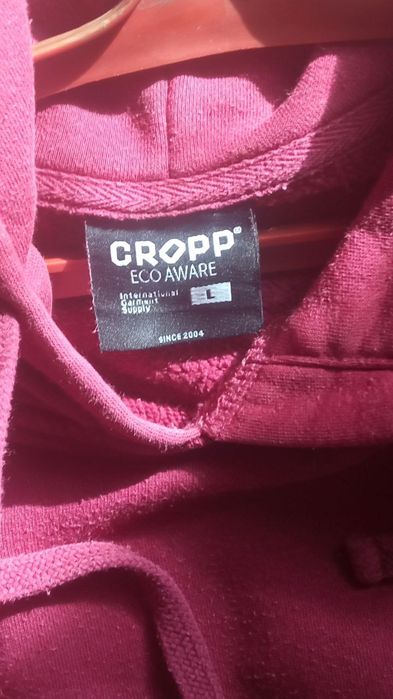 CROPP®
ECO AWARE
International
Garment
Supply
L
SINCE 2004